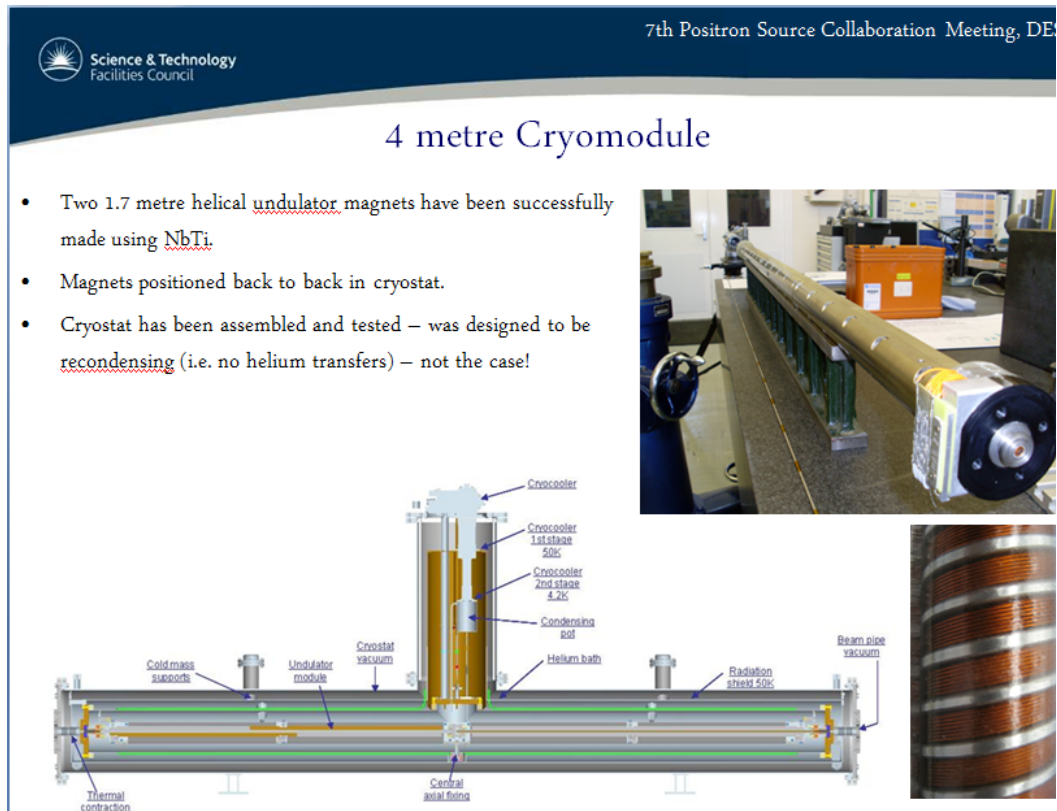 7th Positron Source Collaboration Meeting, DES
Science & Technology
Facilities Council
4 metre Cryomodule
• Two 1.7 metre helical undulator magnets have been successfully
made using NbTi.
• Magnets positioned back to back in cryostat.
• Cryostat has been assembled and tested – was designed to be
recondensing (i.e. no helium transfers) – not the case!
Cryocooler
Cryocooler
1st stage
50K
Cryocooler
2nd stage
4.2K
Condensing
pot
Helium bath
Cold mass
supports
Undulator
module
Cryostat
vacuum
Radiation
shield 50K
Beam pipe
vacuum
Thermal
contraction
Central
axial fixing